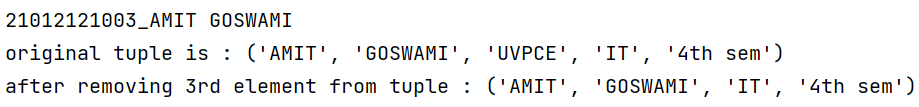 21012121003_AMIT GOSWAMI
original tuple is : ('AMIT', 'GOSWAMI', 'UVPCE', 'IT', '4th sem')
after removing 3rd element from tuple : ('AMIT', 'GOSWAMI', 'IT', '4th sem')